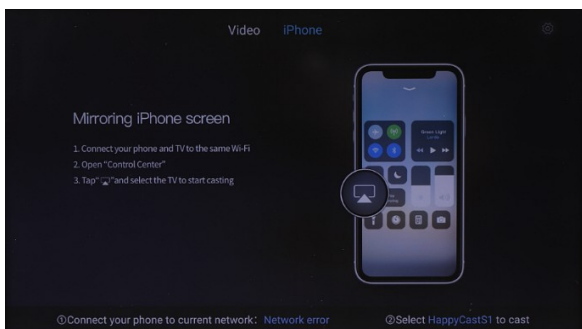 Video iPhone
Mirroring iPhone screen
1. Connect your phone and TV to the same Wi-Fi
2. Open "Control Center"
3. Tap" "and select the TV to start casting
①Connect your phone to current network: Network error ②Select HappyCastS1 to cast